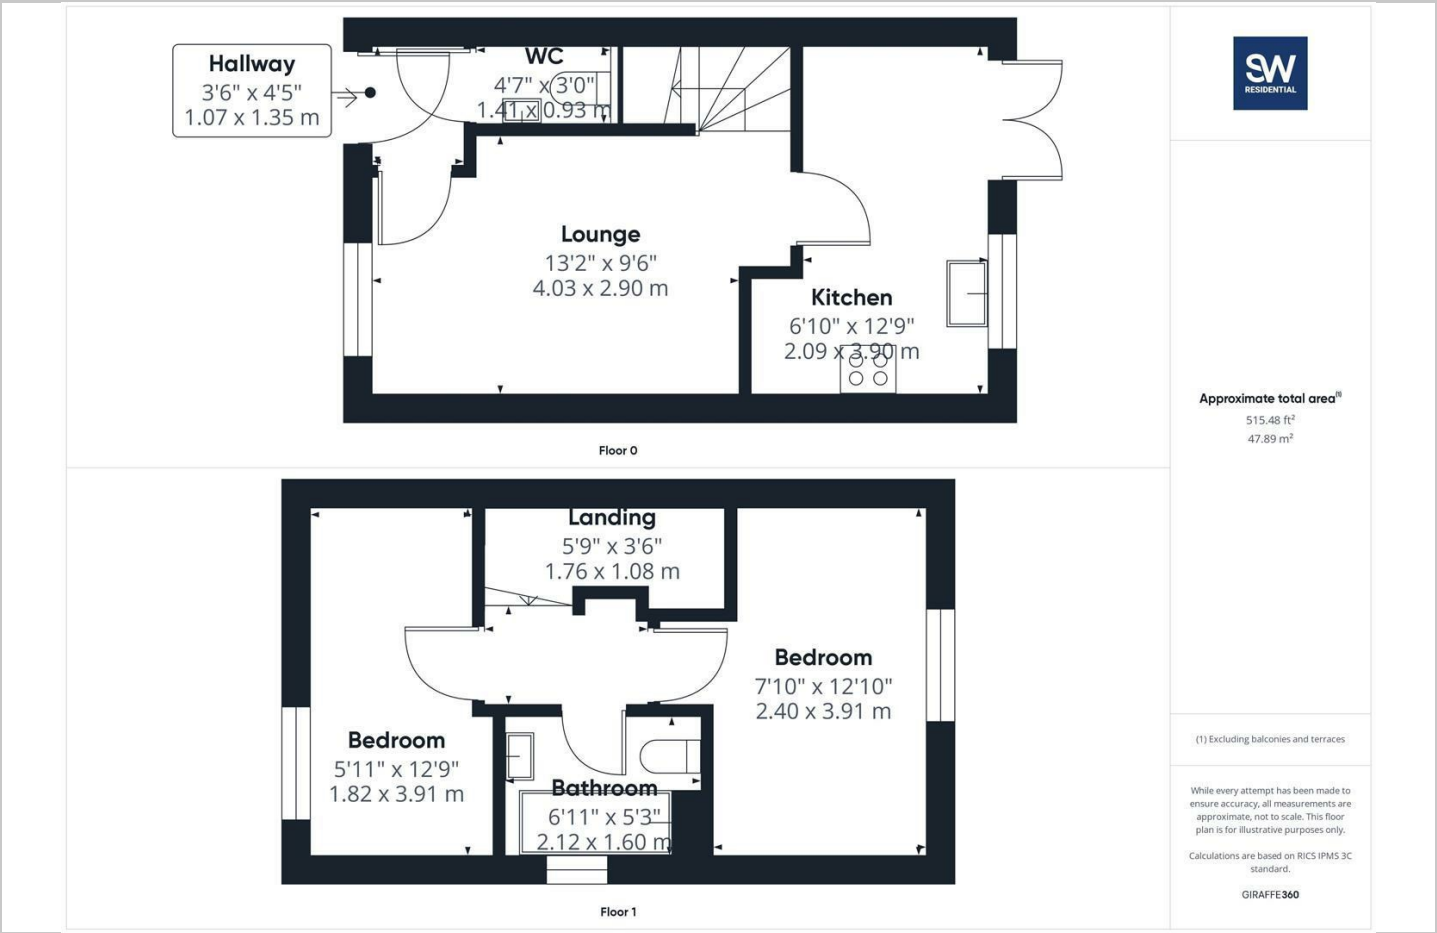 Hallway
3'6" x 4'5"
1.07 x 1.35 m
WC
4'7" x 3'0"
1.41 x 0.93 m
Lounge
13'2" x 9'6"
4.03 x 2.90 m
Kitchen
6'10" x 12'9"
2.09 x 3.90 m
Floor 0
Landing
5'9" x 3'6"
1.76 x 1.08 m
Bedroom
7'10" x 12'10"
2.40 x 3.91 m
Bedroom
5'11" x 12'9"
1.82 x 3.91 m
Bathroom
6'11" x 5'3"
2.12 x 1.60 m
Floor 1
SW
RESIDENTIAL
Approximate total area(1)
515.48 ft²
47.89 m²
(1) Excluding balconies and terraces
While every attempt has been made to
ensure accuracy, all measurements are
approximate, not to scale. This floor
plan is for illustrative purposes only.
Calculations are based on RICS IPMS 3C
standard.
GIRAFFE360